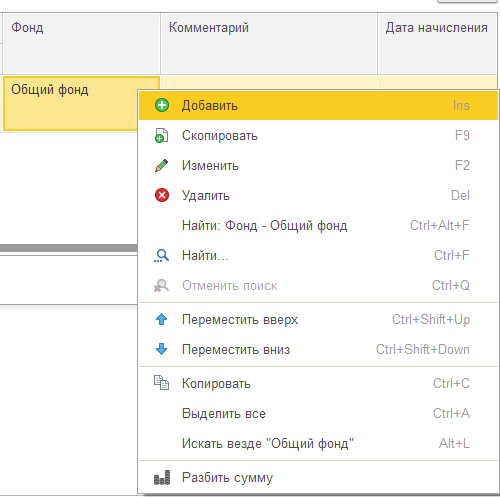 Фонд Комментарий Дата начисления
Общий фонд
Добавить Ins
Скопировать F9
Изменить F2
Удалить Del
Найти: Фонд - Общий фонд Ctrl+Alt+F
Найти... Ctrl+F
Отменить поиск Ctrl+Q
Переместить вверх Ctrl+Shift+Up
Переместить вниз Ctrl+Shift+Down
Копировать Ctrl+C
Выделить все Ctrl+A
Искать везде "Общий фонд" Alt+L
Разбить сумму